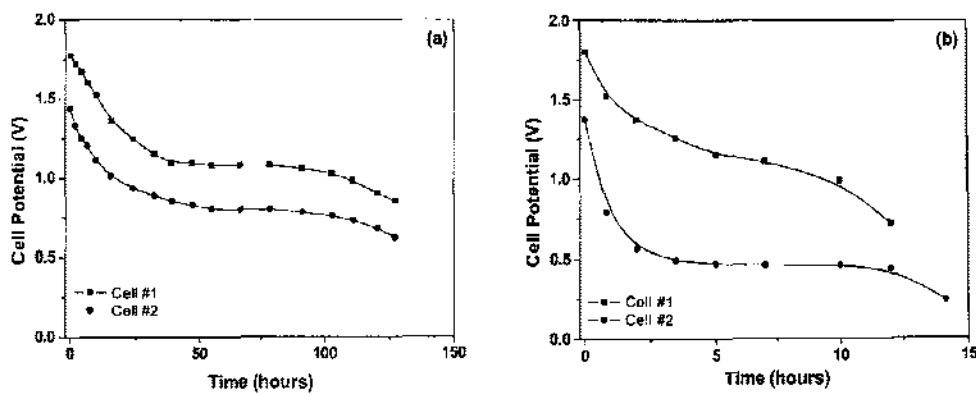 2.0
(a)
1.5
1.0
0.5
0.0
Cell Potential (V)
Cell #1
Cell #2
0
50
100
150
Time (hours)
2.0
(b)
1.5
1.0
0.5
0.0
Cell Potential (V)
Cell #1
Cell #2
0
5
10
15
Time (hours)